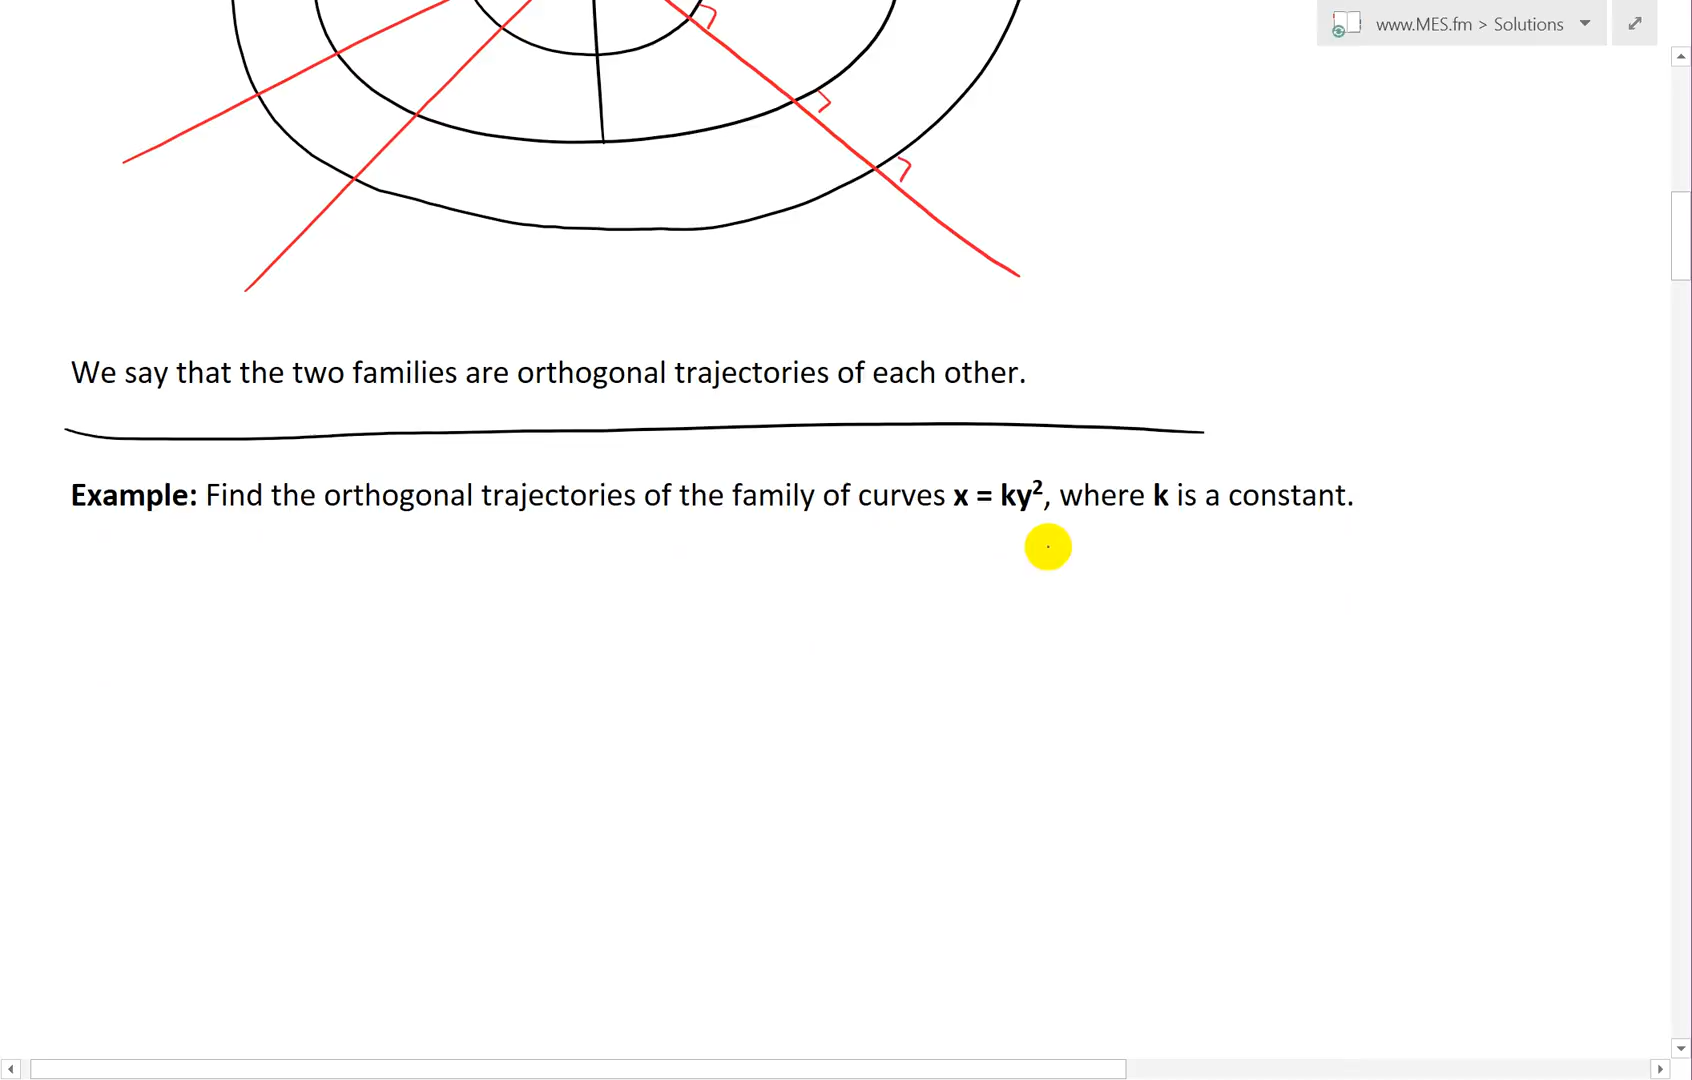 www.MES.fm > Solutions
We say that the two families are orthogonal trajectories of each other.
Example: Find the orthogonal trajectories of the family of curves x = ky², where k is a constant.